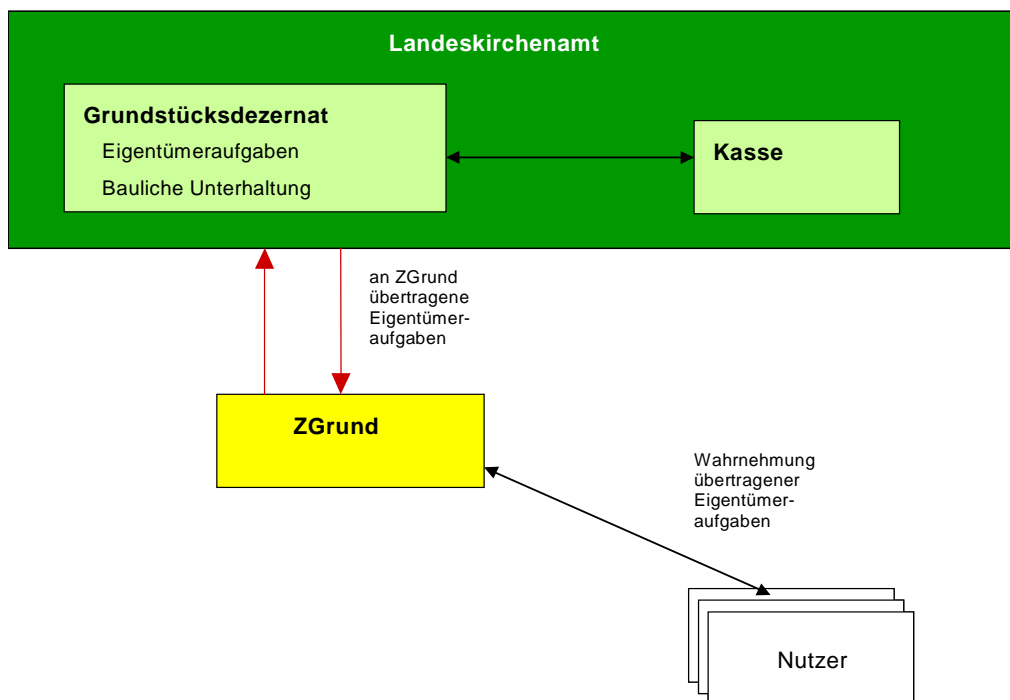 Landeskirchenamt
Grundstücksdezernat
Eigentümeraufgaben
Bauliche Unterhaltung
Kasse
an ZGrund
übertragene
Eigentümer-
aufgaben
ZGrund
Wahrnehmung
übertragener
Eigentümer-
aufgaben
Nutzer